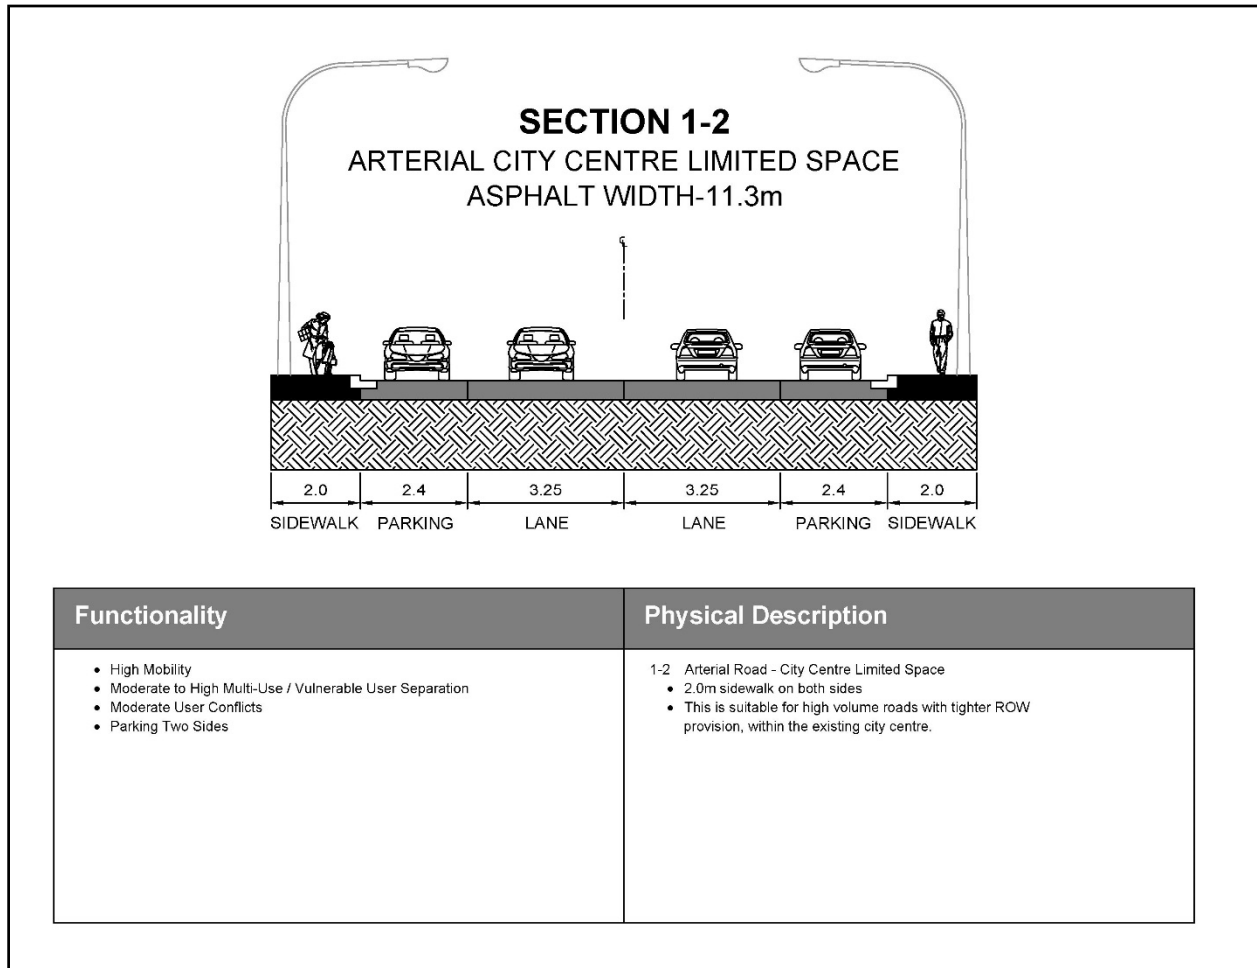 SECTION 1-2
ARTERIAL CITY CENTRE LIMITED SPACE
ASPHALT WIDTH-11.3m
℄
2.0 2.4 3.25 3.25 2.4 2.0
SIDEWALK PARKING LANE LANE PARKING SIDEWALK
Functionality
• High Mobility
• Moderate to High Multi-Use / Vulnerable User Separation
• Moderate User Conflicts
• Parking Two Sides
Physical Description
1-2 Arterial Road - City Centre Limited Space
• 2.0m sidewalk on both sides
• This is suitable for high volume roads with tighter ROW
provision, within the existing city centre.